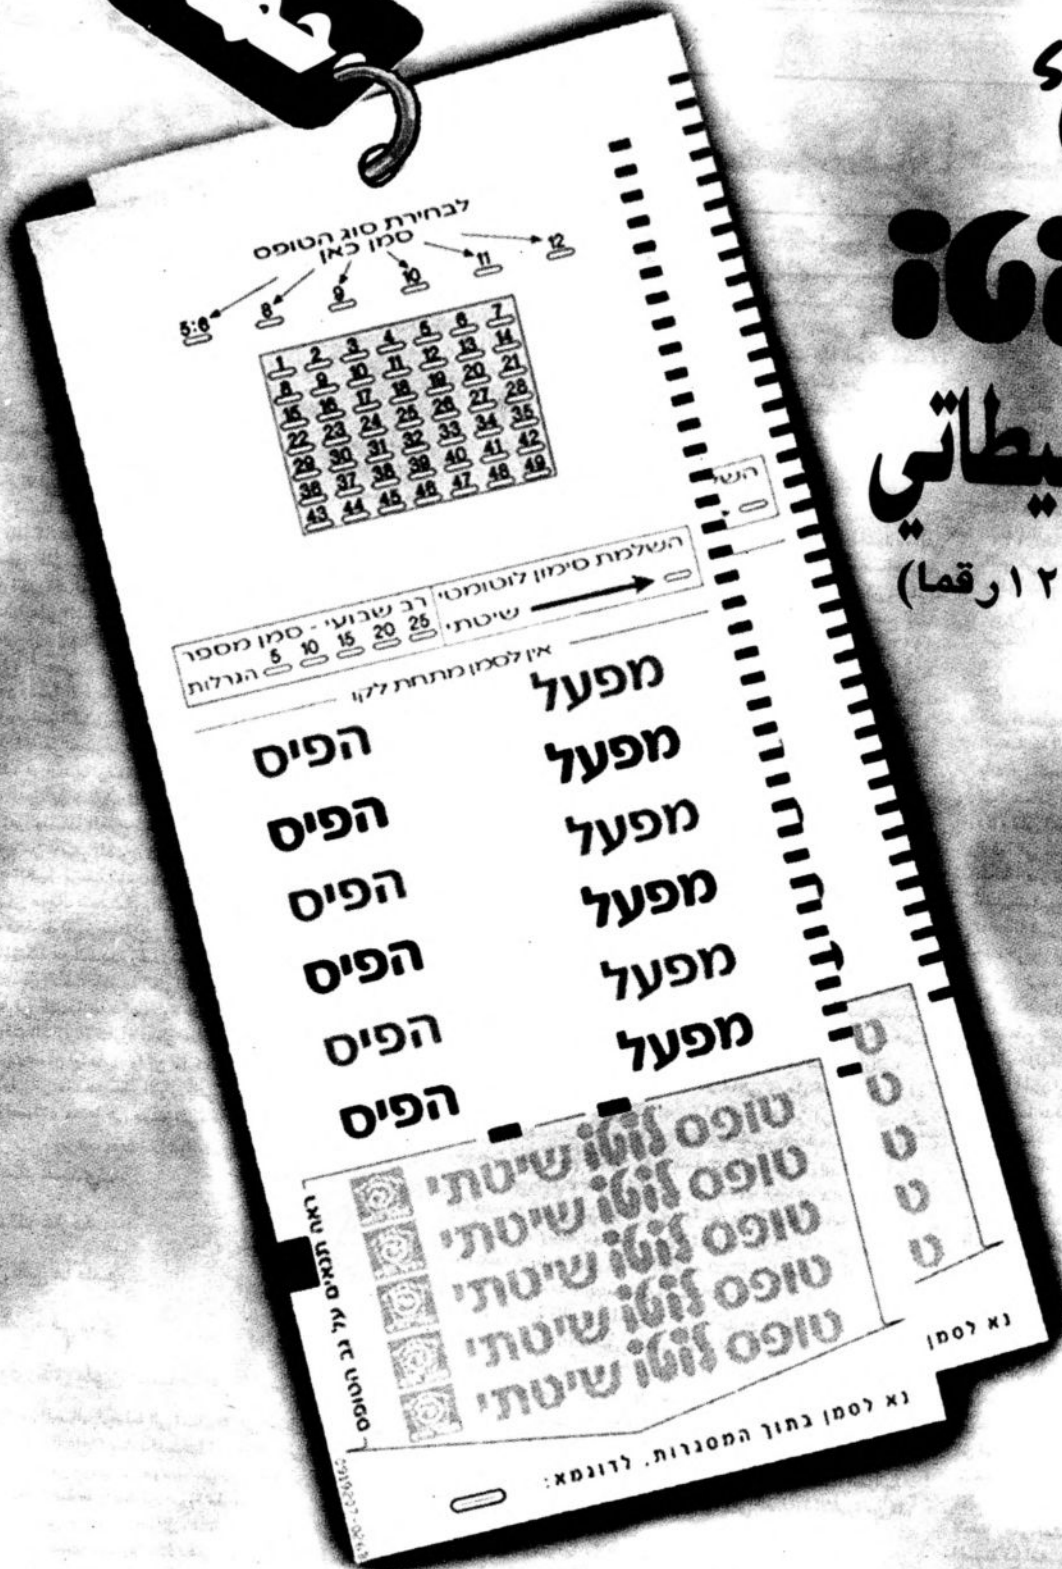 לבחירת סוג הטופס
סמן כאן
5:6 8 9 10 11 12
1 2 3 4 5 6 7
8 9 10 11 12 13 14
15 16 17 18 19 20 21
22 23 24 25 26 27 28
29 30 31 32 33 34 35
36 37 38 39 40 41 42
43 44 45 46 47 48 49
השל
השלמת סימון לוטומטי
שיטתי
רב שבועי - סמן מספר
הגרלות 5 10 15 20 25
אין לסמן מתחת לקו
מפעל הפיס
מפעל הפיס
מפעל הפיס
מפעל הפיס
מפעל הפיס
מפעל הפיס
טופס לוטו שיטתי
טופס לוטו שיטתי
טופס לוטו שיטתי
טופס לוטו שיטתי
טופס לוטו שיטתי
ט
ט
ט
ט
ט
ראה תנאים על גב הטופס
נא לסמן
נא לסמן בתוך המסגרות, לדוגמא:
يطاتي
١٢ رقما)